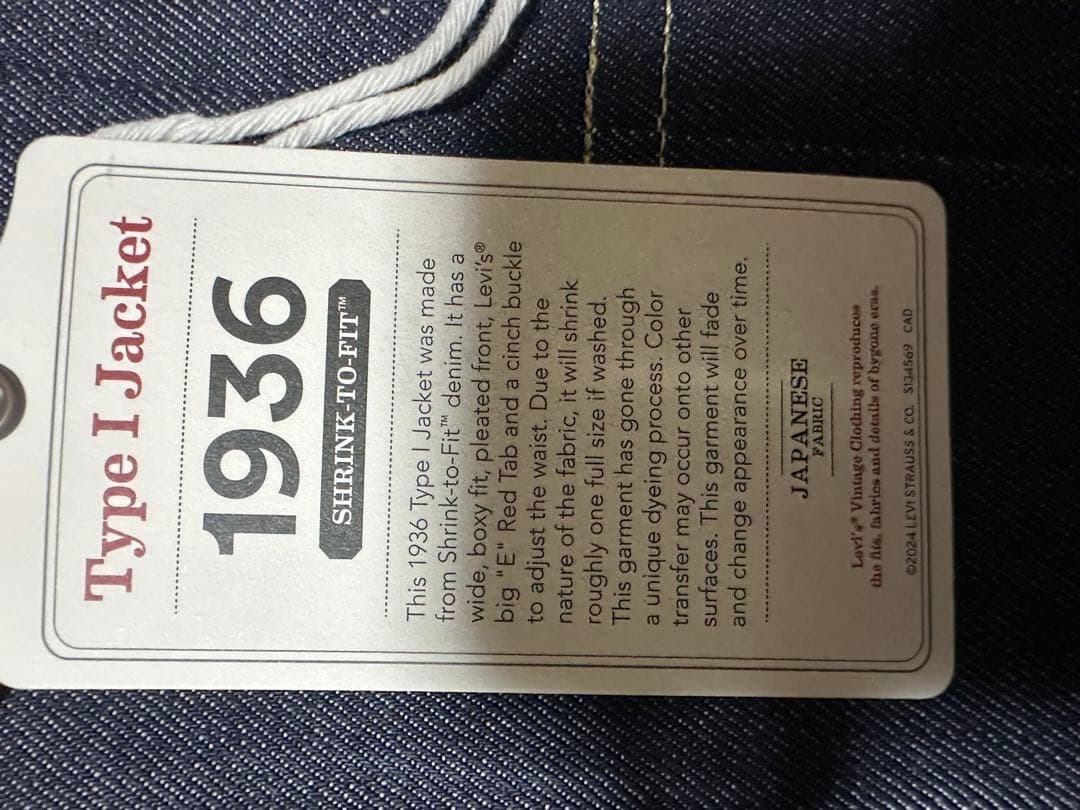 Type I Jacket
1936
SHRINK-TO-FIT™
This 1936 Type I Jacket was made
from Shrink-to-Fit™ denim. It has a
wide, boxy fit, pleated front, Levi's®
big "E" Red Tab and a cinch buckle
to adjust the waist. Due to the
nature of the fabric, it will shrink
roughly one full size if washed.
This garment has gone through
a unique dyeing process. Color
transfer may occur onto other
surfaces. This garment will fade
and change appearance over time.
JAPANESE
FABRIC
Levi's® Vintage Clothing reproduces
the fits, fabrics and details of bygone eras.
©2024 LEVI STRAUSS & CO. S134569 CAD